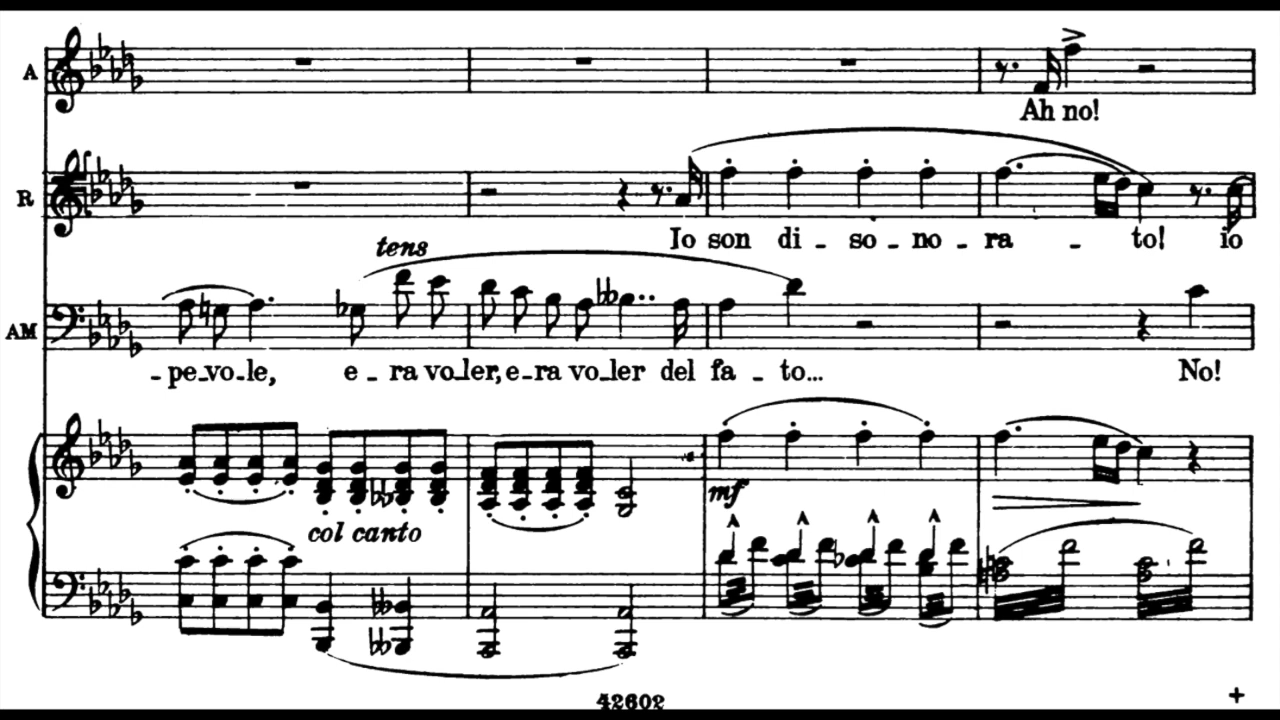 A
Ah no!
R
Io son di - so - no - ra - to! io
tens
AM
- pe-vo-le, e - ra vo-ler, e-ra vo-ler del fa - to... No!
mf
col canto
42602
+